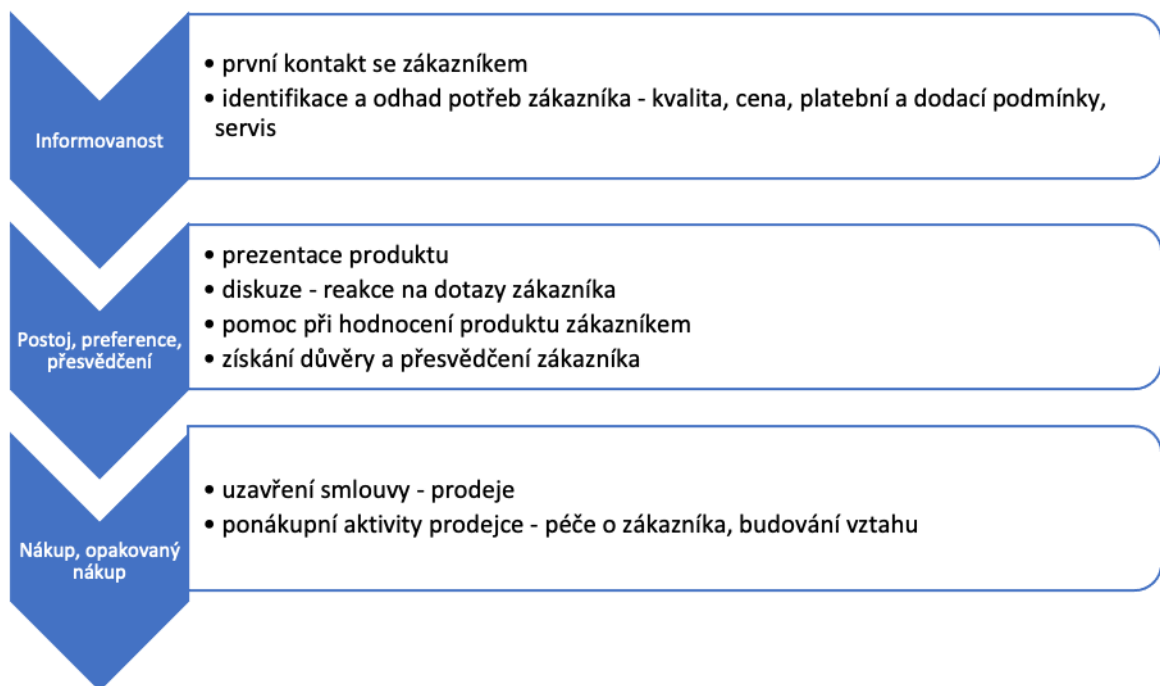 Informovanost
• první kontakt se zákazníkem
• identifikace a odhad potřeb zákazníka - kvalita, cena, platební a dodací podmínky,
servis
Postoj, preference,
přesvědčení
• prezentace produktu
• diskuze - reakce na dotazy zákazníka
• pomoc při hodnocení produktu zákazníkem
• získání důvěry a přesvědčení zákazníka
Nákup, opakovaný
nákup
• uzavření smlouvy - prodeje
• ponákupní aktivity prodejce - péče o zákazníka, budování vztahu